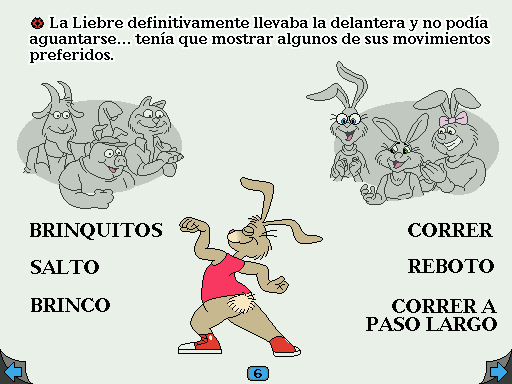 La Liebre definitivamente llevaba la delantera y no podía
aguantarse... tenía que mostrar algunos de sus movimientos
preferidos.
BRINQUITOS
SALTO
BRINCO
CORRER
REBOTO
CORRER A
PASO LARGO
6